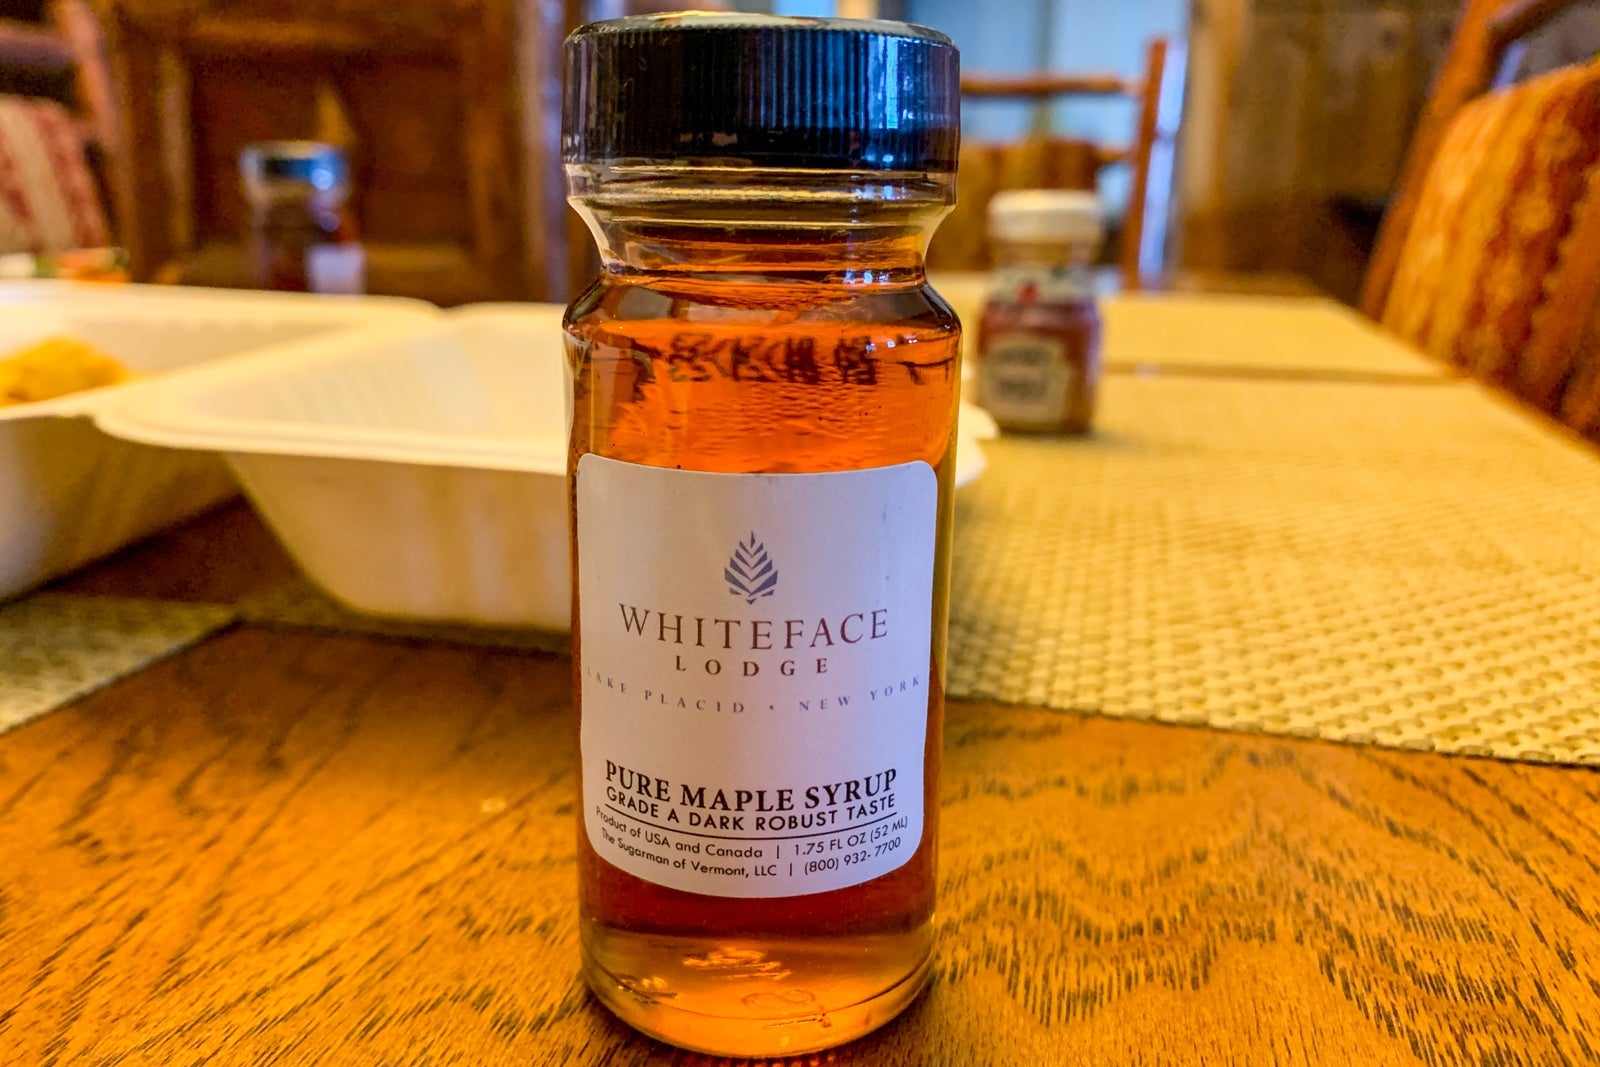 WHITEFACE
LODGE
LAKE PLACID • NEW YORK
PURE MAPLE SYRUP
GRADE A DARK ROBUST TASTE
Product of USA and Canada | 1.75 FL OZ (52 ML)
The Sugarman of Vermont, LLC | (800) 932-7700